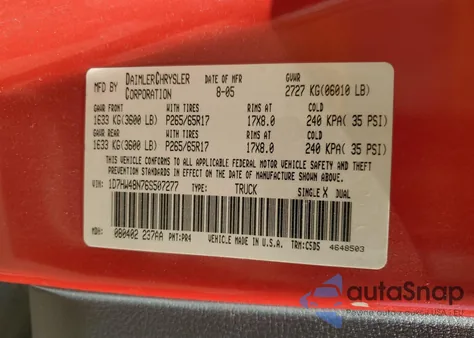 MFD BY DAIMLERCHRYSLER CORPORATION DATE OF MFR 8-05 GVWR 2727 KG(06010 LB)
GAWR FRONT WITH TIRES RIMS AT COLD
1633 KG(3600 LB) P265/65R17 17X8.0 240 KPA( 35 PSI)
GAWR REAR WITH TIRES RIMS AT COLD
1633 KG(3600 LB) P265/65R17 17X8.0 240 KPA( 35 PSI)
THIS VEHICLE CONFORMS TO ALL APPLICABLE FEDERAL MOTOR VEHICLE SAFETY AND THEFT
PREVENTION STANDARDS IN EFFECT ON THE DATE OF MFR SHOWN ABOVE.
VIN: 1D7HW48N76S507277 TYPE: TRUCK SINGLE X DUAL
MDH: 080402 237AA PNT:PR4 VEHICLE MADE IN U.S.A. TRM:C5D5 4648503
autoSnap